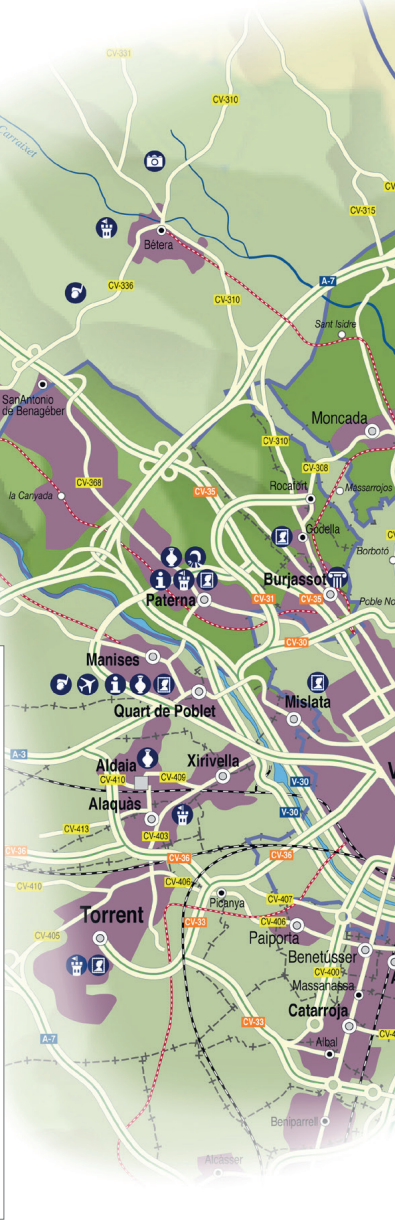 CV-331
CV-310
Carraixet
CV-315
CV
Bétera
CV-336
A-7
CV-310
Sant Isidre
SanAntonio
de Benagéber
Moncada
CV-310
CV-308
CV-368
CV-35
Rocafort
Massarrojos
la Canyada
Godella
CV
Borbotó
Burjassot
Paterna
CV-31
CV-35
Poble No
CV-30
Manises
Quart de Poblet
Mislata
A-3
Aldaia
Xirivella
V
CV-410
CV-409
V-30
Alaquàs
V-30
CV-413
CV-403
CV-36
CV-36
CV-36
CV-410
CV-406
Picanya
CV-407
Torrent
CV-33
CV-406
CV-405
Paiporta
Benetússer
CV-400
Massanassa
Catarroja
CV-33
CV-4
A-7
Albal
Beniparrell
Alcàsser